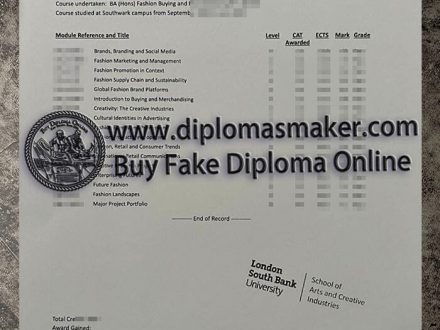 Course undertaken: BA (Hons) Fashion Buying and
Course studied at Southwark campus from Septemb
Module Reference and Title Level CAT Awarded ECTS Mark Grade
Brands, Branding and Social Media
Fashion Marketing and Management
Fashion Promotion in Context
Fashion Supply Chain and Sustainability
Global Fashion Brand Platforms
Introduction to Buying and Merchandising
Creativity: The Creative Industries
Cultural Identities in Advertising
www.diplomasmaker.com
Retail and Consumer Trends
Retail Communication
Buy Fake Diploma Online
Future Fashion
Fashion Landscapes
Major Project Portfolio
End of Record
London
South Bank
University
School of
Arts and Creative
Industries
Total Cre
Award Gained: